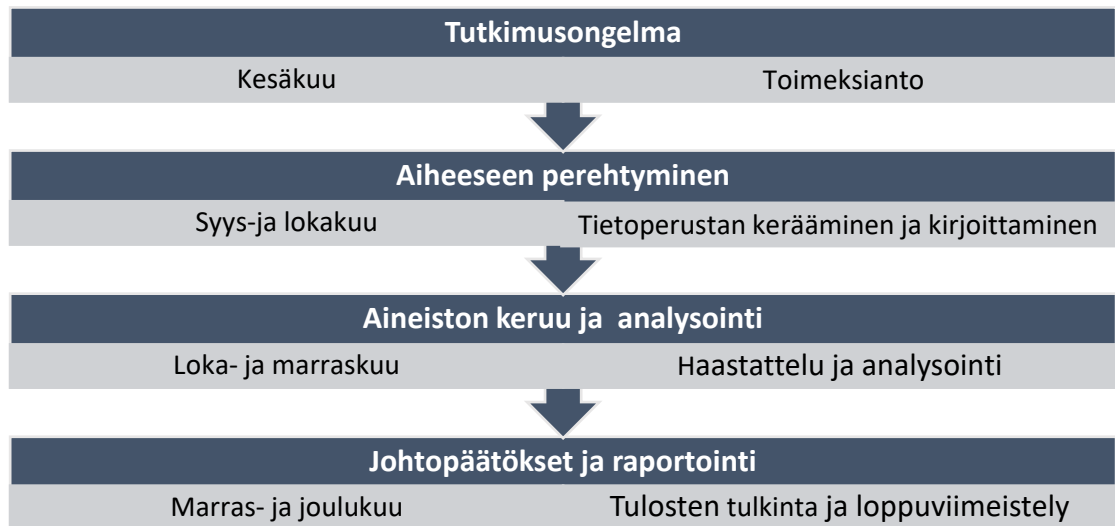 Tutkimusongelma
Kesäkuu Toimeksianto
Aiheeseen perehtyminen
Syys-ja lokakuu Tietoperustan kerääminen ja kirjoittaminen
Aineiston keruu ja analysointi
Loka- ja marraskuu Haastattelu ja analysointi
Johtopäätökset ja raportointi
Marras- ja joulukuu Tulosten tulkinta ja loppuviimeistely